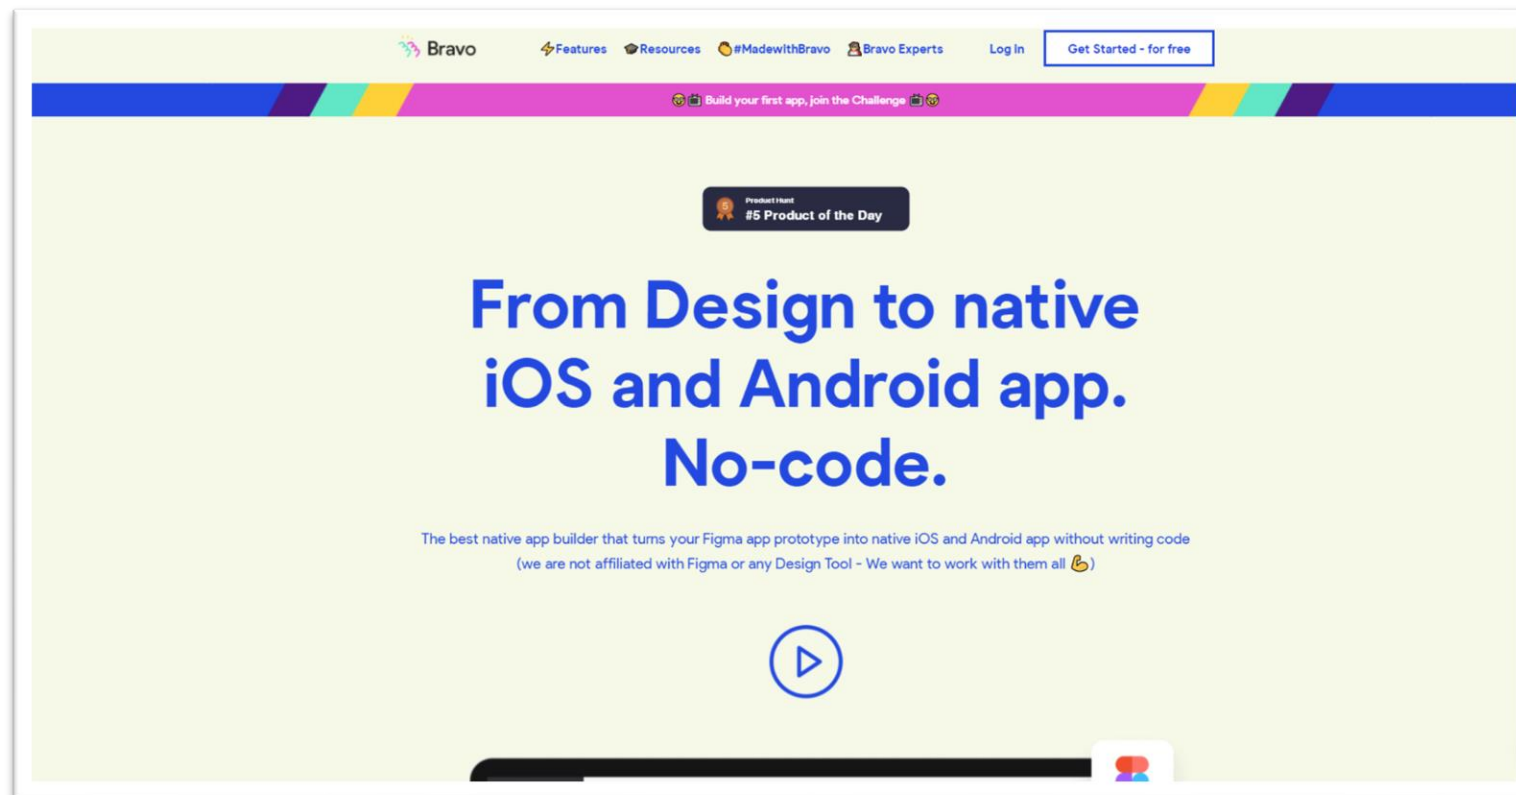 Bravo ⚡Features 🎓Resources 👏#MadewithBravo Bravo Experts Log In Get Started - for free
🤓📺 Build your first app, join the Challenge 📺🤓
Product Hunt
5 #5 Product of the Day
From Design to native
iOS and Android app.
No-code.
The best native app builder that turns your Figma app prototype into native iOS and Android app without writing code
(we are not affiliated with Figma or any Design Tool - We want to work with them all 💪)